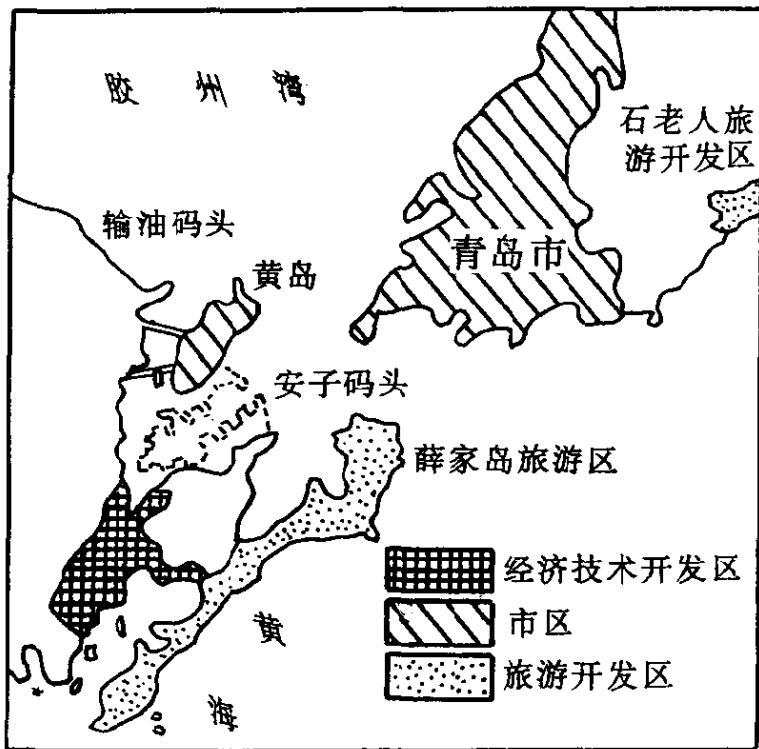 胶州湾
石老人旅
游开发区
输油码头
青岛市
黄岛
安子码头
薛家岛旅游区
经济技术开发区
市区
旅游开发区
黄海